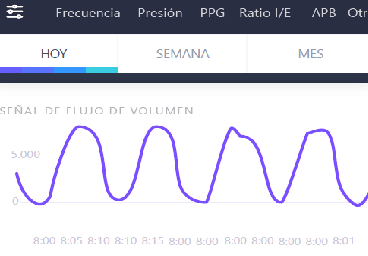 Frecuencia Presión PPG Ratio I/E APB Otr
HOY SEMANA MES
SEÑAL DE FLUJO DE VOLUMEN
5.000
0
8:00 8:05 8:10 8:10 8:15 8:00 8:00 8:00 8:00 8:00 8:00 8:01